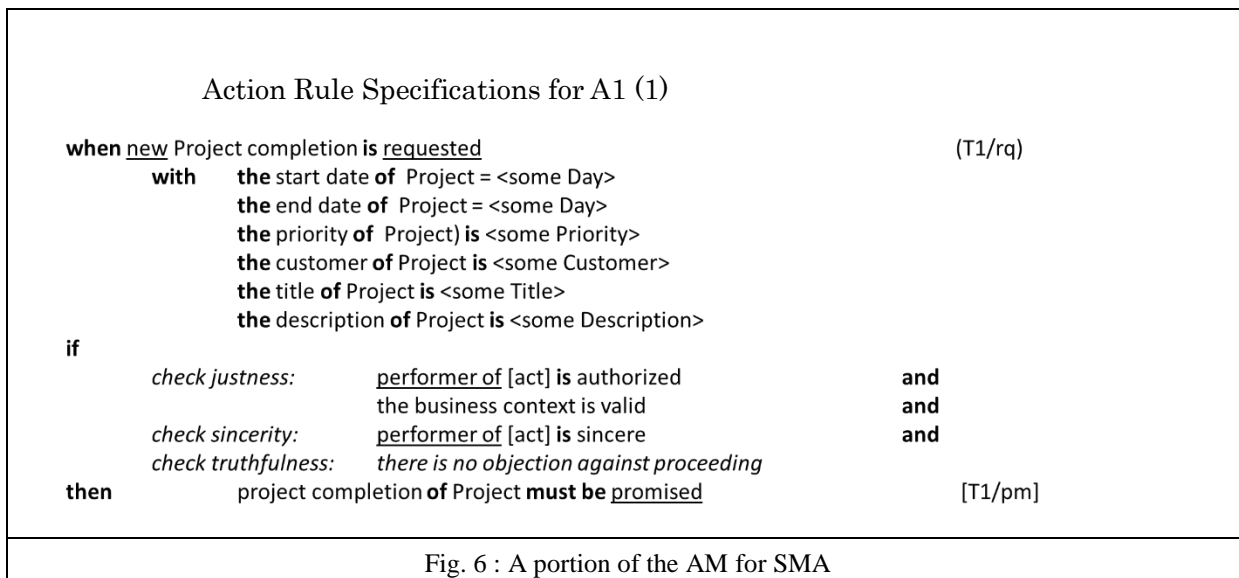 Action Rule Specifications for A1 (1)
when new Project completion is requested (T1/rq)
with the start date of Project = <some Day>
the end date of Project = <some Day>
the priority of Project) is <some Priority>
the customer of Project is <some Customer>
the title of Project is <some Title>
the description of Project is <some Description>
if
check justness: performer of [act] is authorized and
the business context is valid and
check sincerity: performer of [act] is sincere and
check truthfulness: there is no objection against proceeding
then project completion of Project must be promised [T1/pm]
Fig. 6 : A portion of the AM for SMA